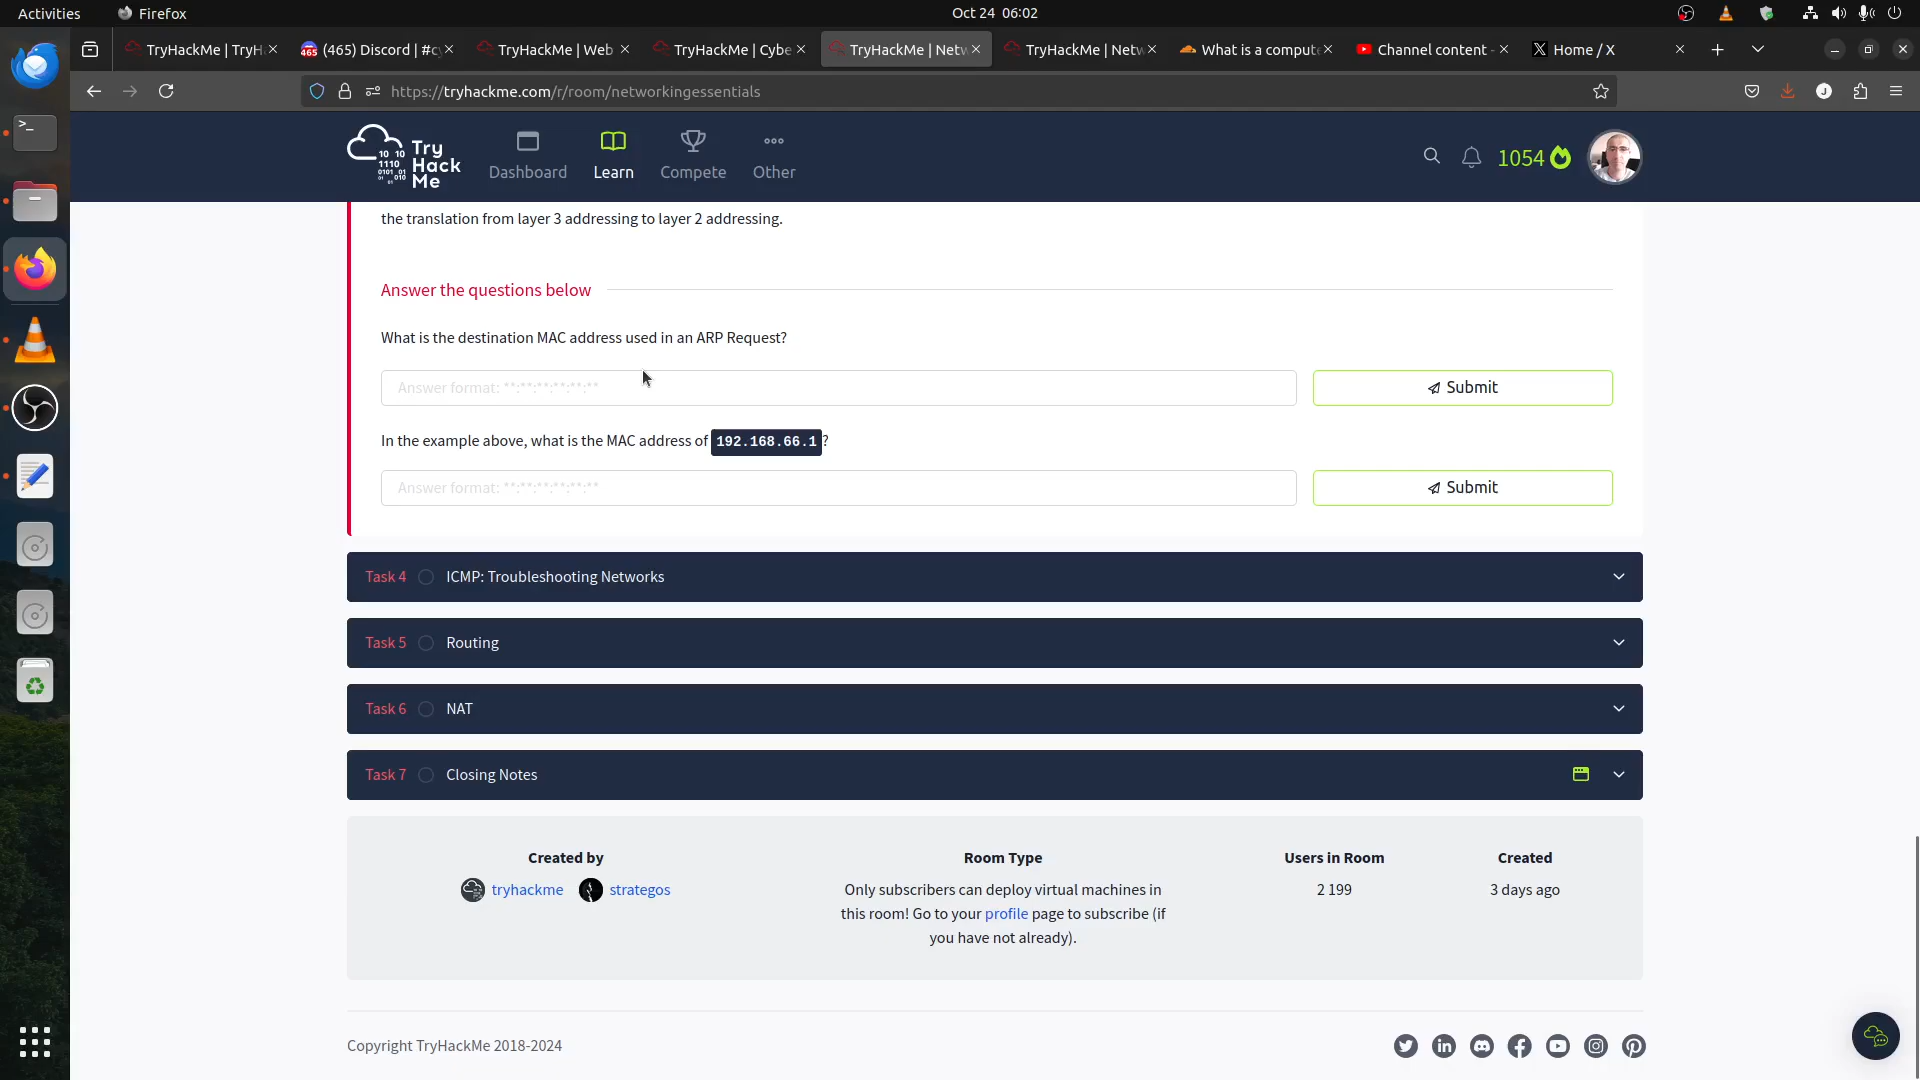 Activities
Firefox
Oct 24 06:02
TryHackMe | TryH
(465) Discord | #cy
TryHackMe | Web
TryHackMe | Cybe
TryHackMe | Netw
TryHackMe | Netw
What is a compute
Channel content -
Home / X
https://tryhackme.com/r/room/networkingessentials
Try Hack Me
Dashboard
Learn
Compete
Other
1054
the translation from layer 3 addressing to layer 2 addressing.
Answer the questions below
What is the destination MAC address used in an ARP Request?
Answer format: **:**:**:**:**:**
Submit
In the example above, what is the MAC address of 192.168.66.1 ?
Answer format: **:**:**:**:**:**
Submit
Task 4 ICMP: Troubleshooting Networks
Task 5 Routing
Task 6 NAT
Task 7 Closing Notes
Created by
tryhackme strategos
Room Type
Only subscribers can deploy virtual machines in
this room! Go to your profile page to subscribe (if
you have not already).
Users in Room
2 199
Created
3 days ago
Copyright TryHackMe 2018-2024